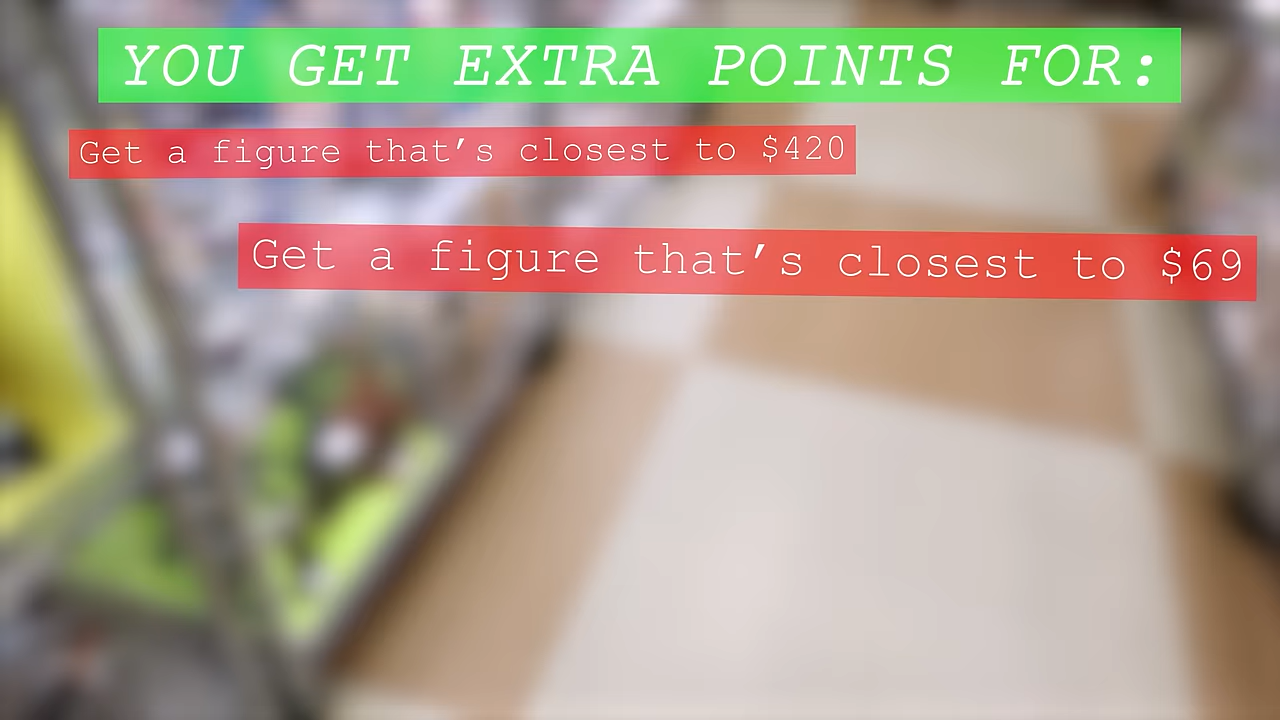 YOU GET EXTRA POINTS FOR:
Get a figure that's closest to $420
Get a figure that's closest to $69